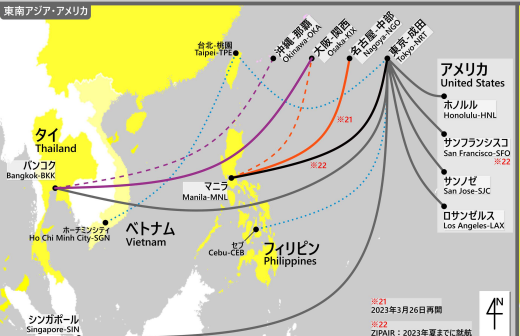 東南アジア・アメリカ
台北-桃園
Taipei-TPE
沖縄-那覇
Okinawa-OKA
大阪-関西
Osaka-KIX
名古屋-中部
Nagoya-NGO
東京-成田
Tokyo-NRT
アメリカ
United States
ホノルル
Honolulu-HNL
※21
サンフランシスコ
San Francisco-SFO
※22
タイ
Thailand
バンコク
Bangkok-BKK
※22
マニラ
Manila-MNL
サンノゼ
San Jose-SJC
ロサンゼルス
Los Angeles-LAX
ホーチミンシティ
Ho Chi Minh City-SGN
ベトナム
Vietnam
セブ
Cebu-CEB
フィリピン
Philippines
シンガポール
Singapore-SIN
※21
2023年3月26日再開
※22
ZIPAIR：2023年夏までに就航
N